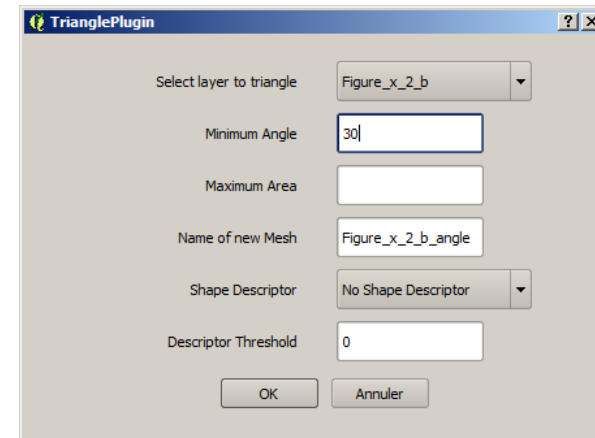 TrianglePlugin
Select layer to triangle Figure_x_2_b
Minimum Angle 30
Maximum Area
Name of new Mesh Figure_x_2_b_angle
Shape Descriptor No Shape Descriptor
Descriptor Threshold 0
OK Annuler